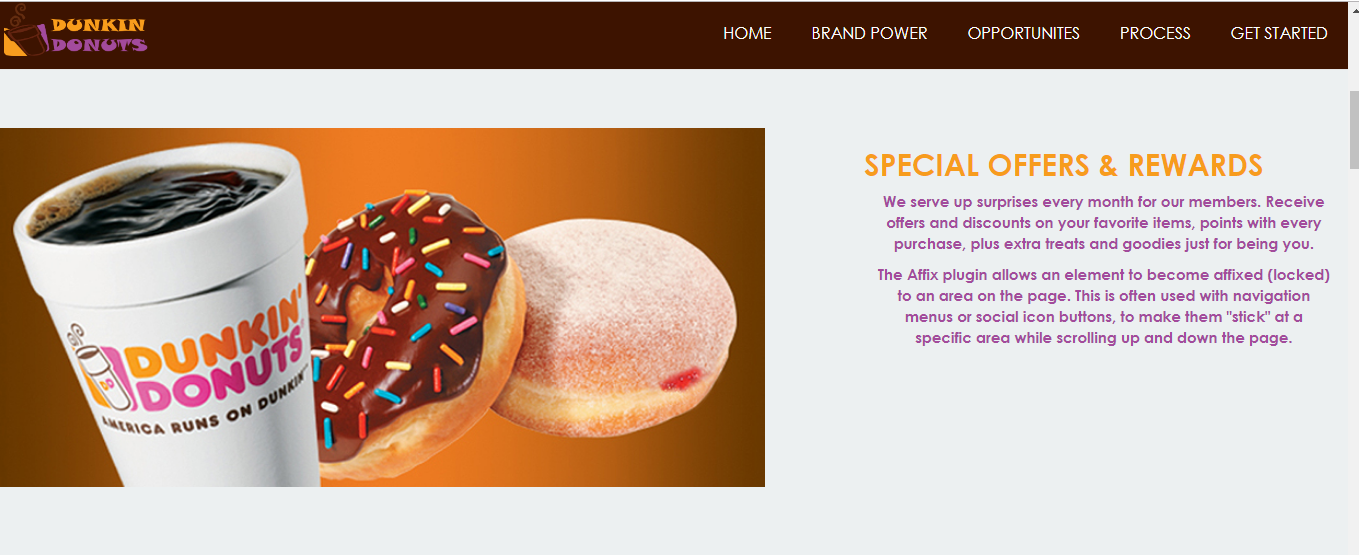 DUNKIN
DONUTS
HOME BRAND POWER OPPORTUNITES PROCESS GET STARTED
DUNKIN'
DONUTS
DD
AMERICA RUNS ON DUNKIN'
SPECIAL OFFERS & REWARDS
We serve up surprises every month for our members. Receive
offers and discounts on your favorite items, points with every
purchase, plus extra treats and goodies just for being you.
The Affix plugin allows an element to become affixed (locked)
to an area on the page. This is often used with navigation
menus or social icon buttons, to make them "stick" at a
specific area while scrolling up and down the page.